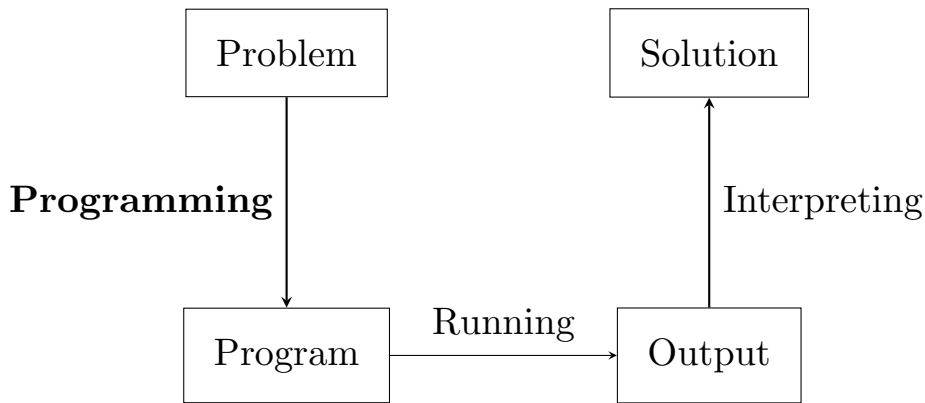 Problem
Solution
Programming
Interpreting
Running
Program
Output